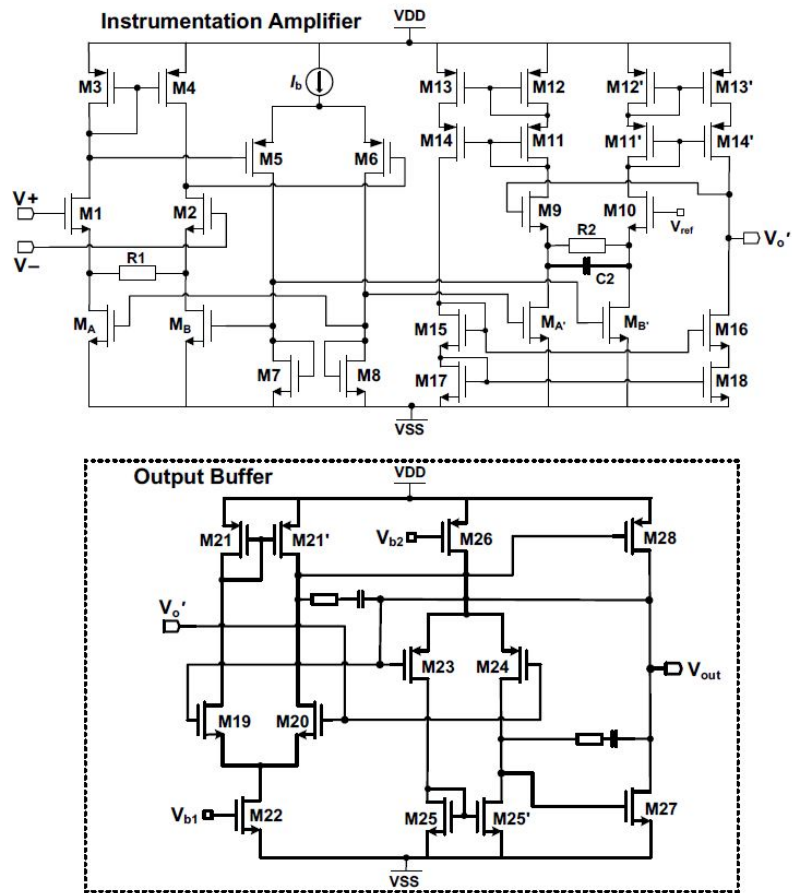 Instrumentation Amplifier
VDD
M3 M4 Ib M13 M12 M12' M13'
M14 M11 M11' M14'
M5 M6
V+ M1 M2 M9 M10 Vref Vo'
V−
R1 R2
C2
MA MB M15 MA' MB' M16
M7 M8 M17 M18
VSS
Output Buffer
VDD
M21 M21' Vb2 M26 M28
Vo'
M23 M24 Vout
M19 M20
Vb1 M22 M25 M25' M27
VSS